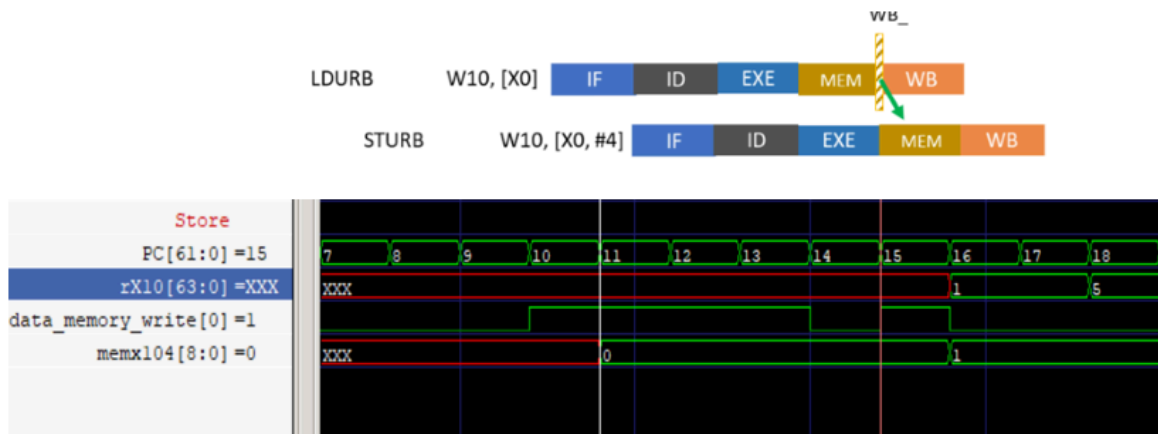 WB_
LDURB W10, [X0] IF ID EXE MEM WB
STURB W10, [X0, #4] IF ID EXE MEM WB
Store
PC[61:0]=15 7 8 9 10 11 12 13 14 15 16 17 18
rX10[63:0]=XXX XXX 1 5
data_memory_write[0]=1
memx104[8:0]=0 XXX 0 1